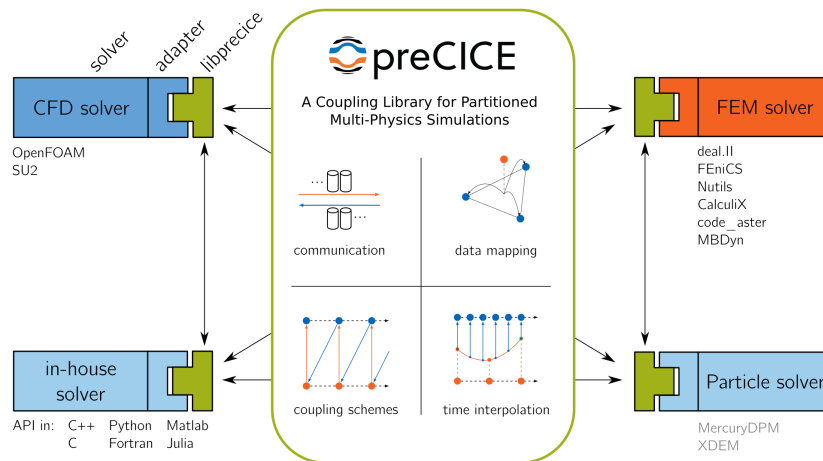 solver
adapter
libprecice
CFD solver
OpenFOAM
SU2
preCICE
A Coupling Library for Partitioned
Multi-Physics Simulations
...
...
communication
data mapping
coupling schemes
time interpolation
FEM solver
deal.II
FEniCS
Nutils
CalculiX
code_aster
MBDyn
in-house
solver
API in: C++ Python Matlab
C Fortran Julia
Particle solver
MercuryDPM
XDEM